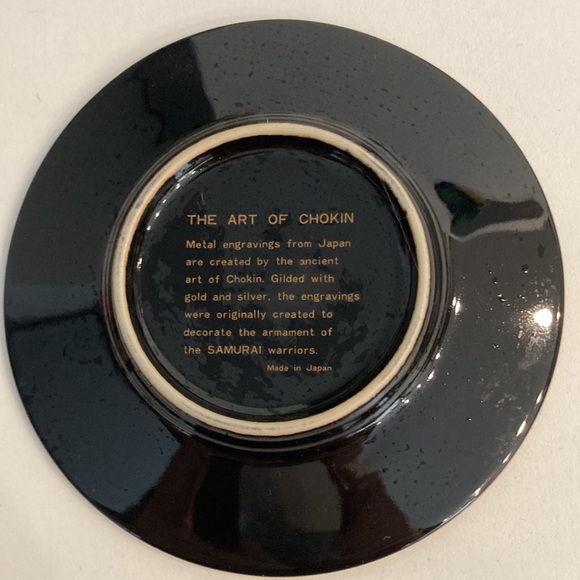 THE ART OF CHOKIN
Metal engravings from Japan
are created by the ancient
art of Chokin. Gilded with
gold and silver, the engravings
were originally created to
decorate the armament of
the SAMURAI warriors.
Made in Japan